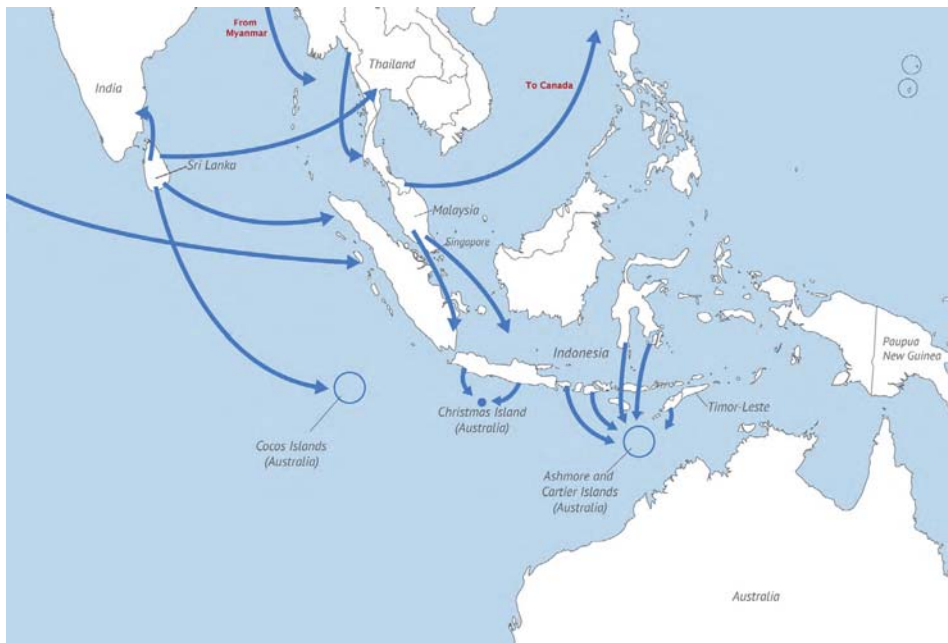 From
Myanmar
India
Thailand
To Canada
Sri Lanka
Malaysia
Singapore
Indonesia
Paupua
New Guinea
Timor-Leste
Christmas Island
(Australia)
Cocos Islands
(Australia)
Ashmore and
Cartier Islands
(Australia)
Australia